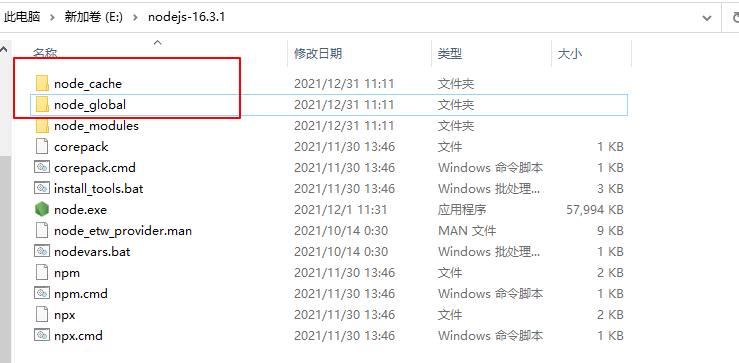 此电脑 > 新加卷 (E:) > nodejs-16.3.1
名称 修改日期 类型 大小
node_cache 2021/12/31 11:11 文件夹
node_global 2021/12/31 11:11 文件夹
node_modules 2021/12/31 11:11 文件夹
corepack 2021/11/30 13:46 文件 1 KB
corepack.cmd 2021/11/30 13:46 Windows 命令脚本 1 KB
install_tools.bat 2021/11/30 13:46 Windows 批处理... 3 KB
node.exe 2021/12/1 11:31 应用程序 57,994 KB
node_etw_provider.man 2021/10/14 0:30 MAN 文件 9 KB
nodevars.bat 2021/10/14 0:30 Windows 批处理... 1 KB
npm 2021/11/30 13:46 文件 2 KB
npm.cmd 2021/11/30 13:46 Windows 命令脚本 1 KB
npx 2021/11/30 13:46 文件 2 KB
npx.cmd 2021/11/30 13:46 Windows 命令脚本 1 KB